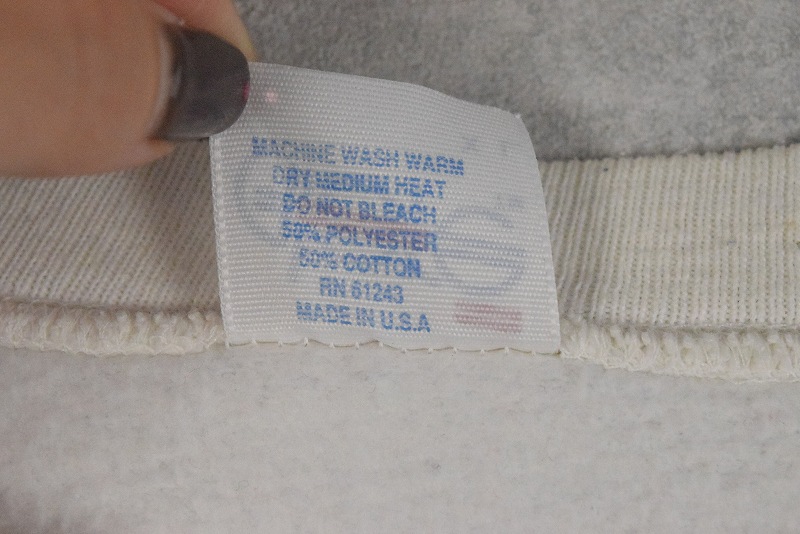 MACHINE WASH WARM
DRY MEDIUM HEAT
DO NOT BLEACH
50% POLYESTER
50% COTTON
RN 61243
MADE IN U.S.A